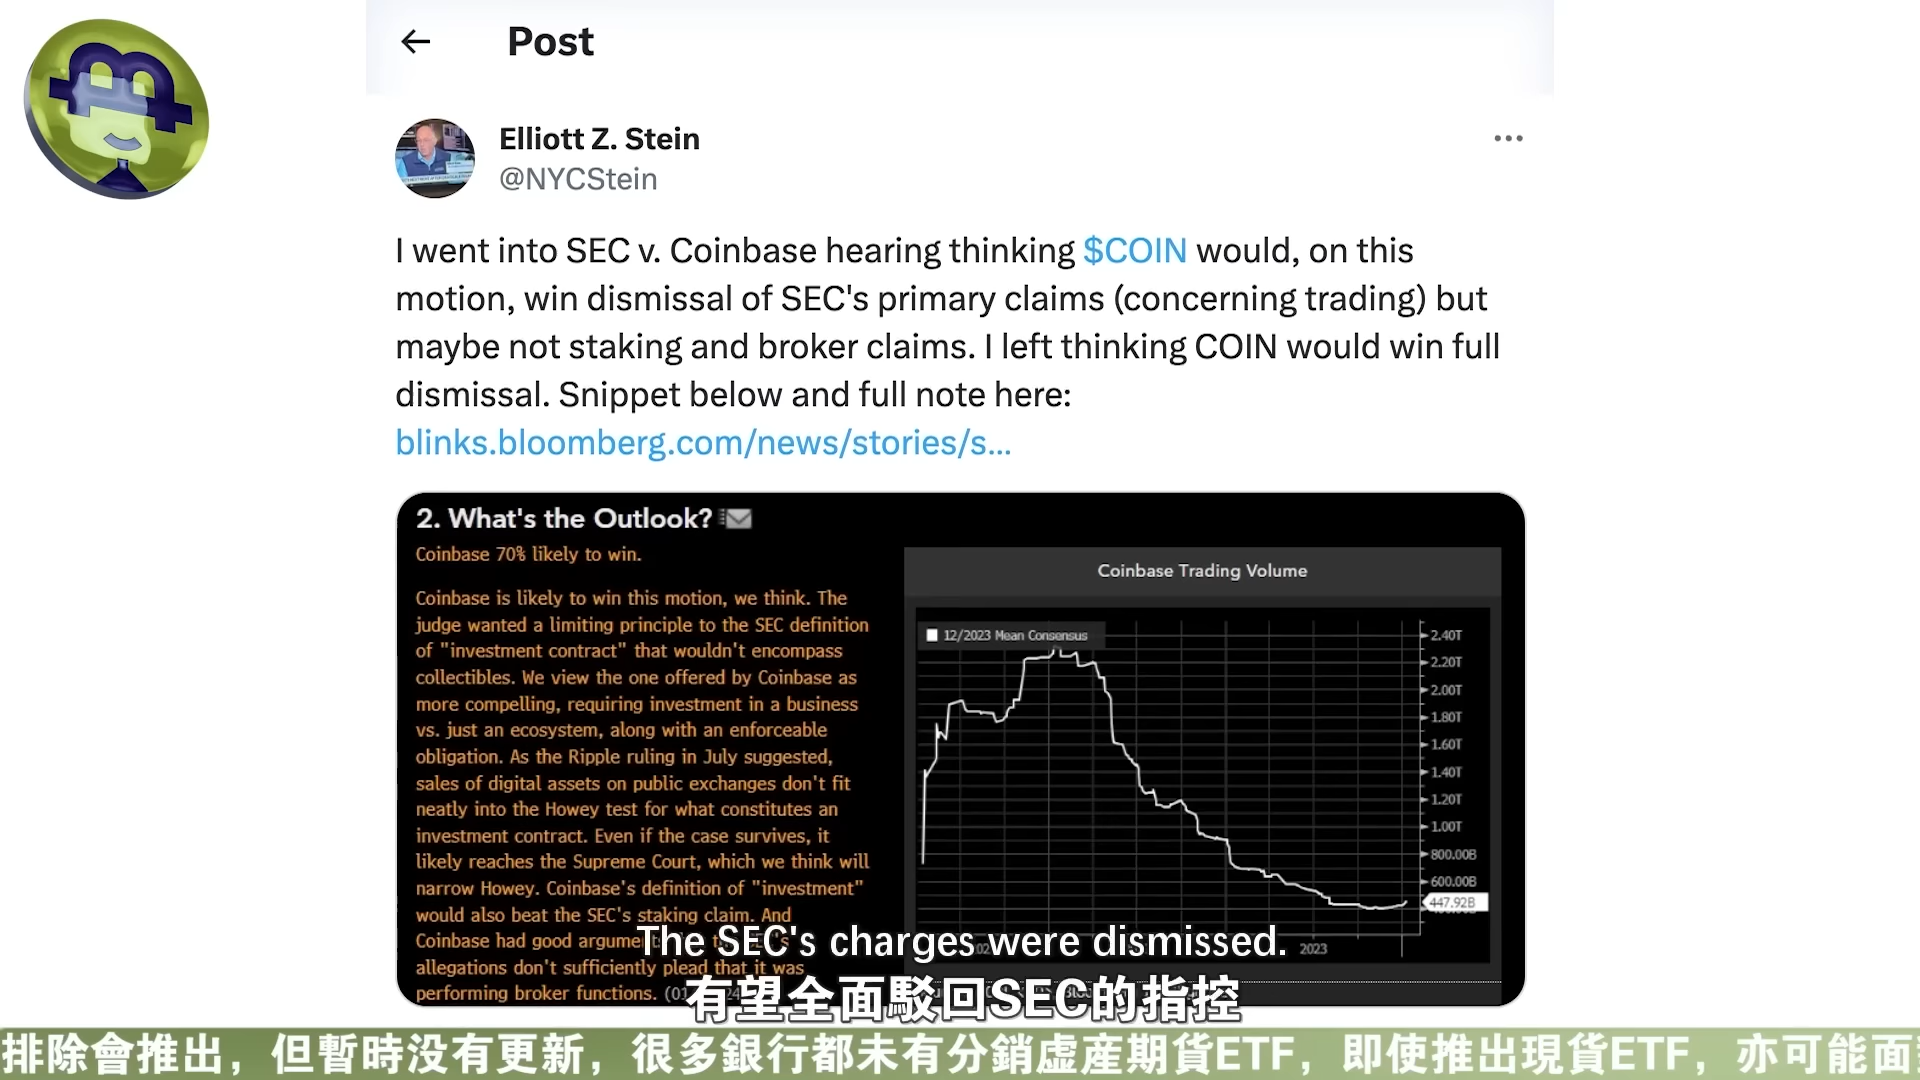 Post
Elliott Z. Stein
@NYCStein
I went into SEC v. Coinbase hearing thinking $COIN would, on this
motion, win dismissal of SEC's primary claims (concerning trading) but
maybe not staking and broker claims. I left thinking COIN would win full
dismissal. Snippet below and full note here:
blinks.bloomberg.com/news/stories/s...
2. What's the Outlook?
Coinbase 70% likely to win.
Coinbase is likely to win this motion, we think. The
judge wanted a limiting principle to the SEC definition
of "investment contract" that wouldn't encompass
collectibles. We view the one offered by Coinbase as
more compelling, requiring investment in a business
vs. just an ecosystem, along with an enforceable
obligation. As the Ripple ruling in July suggested,
sales of digital assets on public exchanges don't fit
neatly into the Howey test for what constitutes an
investment contract. Even if the case survives, it
likely reaches the Supreme Court, which we think will
narrow Howey. Coinbase's definition of "investment"
would also beat the SEC's staking claim. And
Coinbase had good
allegations don't sufficiently plead that it was
performing broker functions.
Coinbase Trading Volume
12/2023 Mean Consensus
2.40T
2.20T
2.00T
1.80T
1.60T
1.40T
1.20T
1.00T
800.00B
600.00B
447.92B
2023
The SEC's charges were dismissed.
有望全面駁回SEC的指控
排除會推出，但暫時没有更新，很多銀行都未有分銷虛產期貨ETF，即使推出現貨ETF，亦可能面